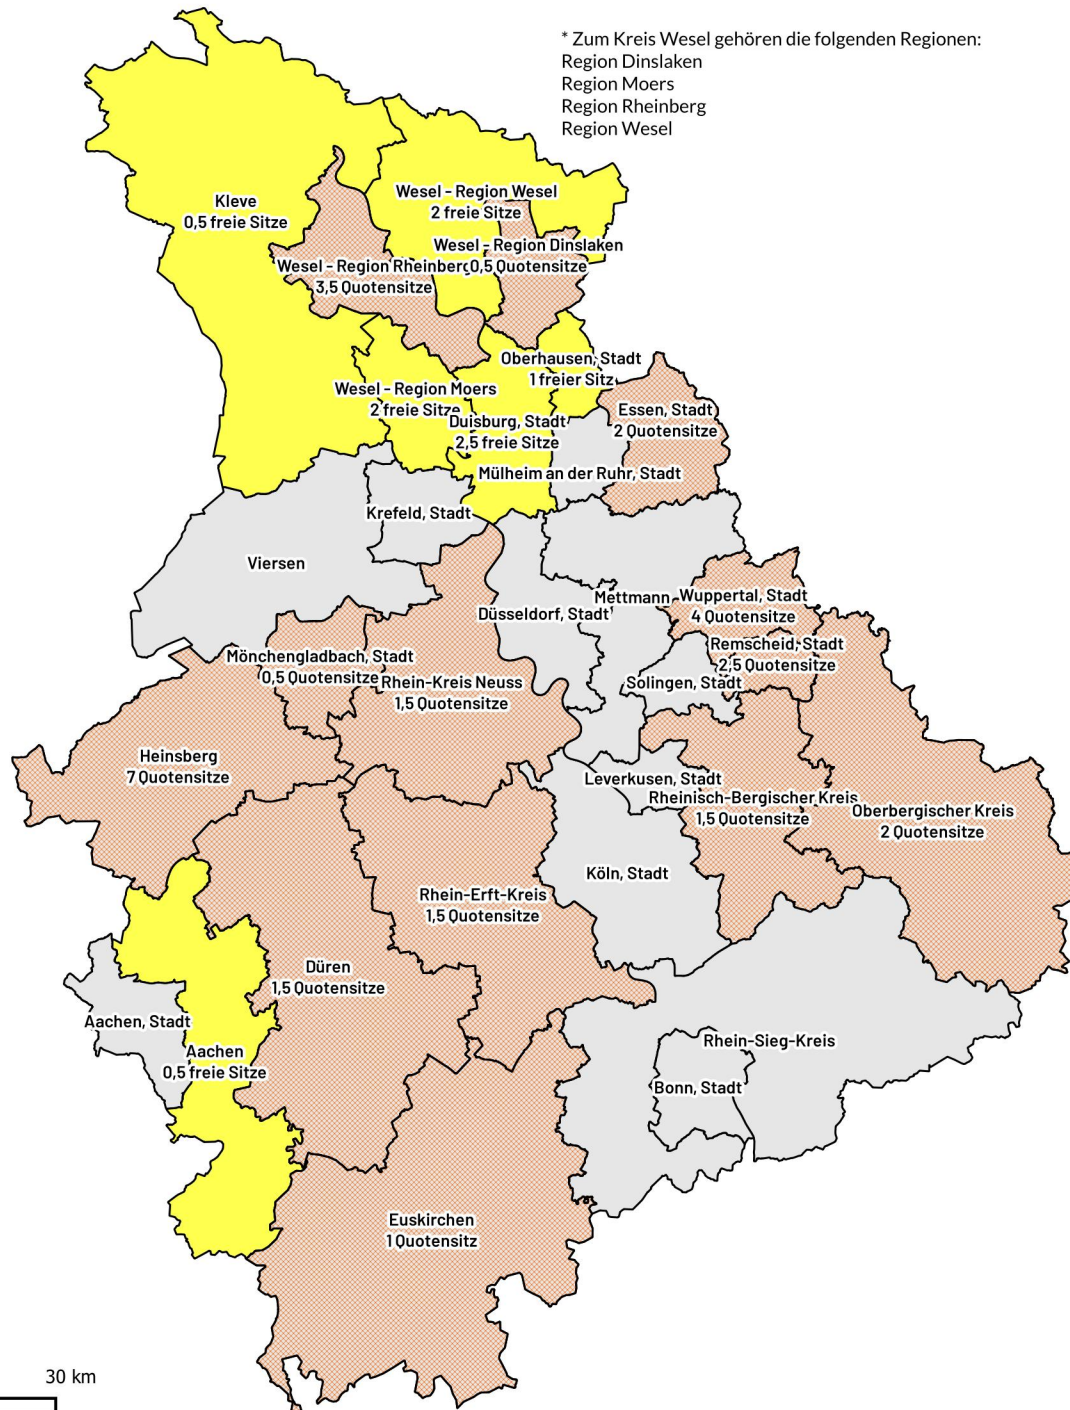 * Zum Kreis Wesel gehören die folgenden Regionen:
Region Dinslaken
Region Moers
Region Rheinberg
Region Wesel
Kleve
0,5 freie Sitze
Wesel - Region Wesel
2 freie Sitze
Wesel - Region Dinslaken
0,5 Quotensitze
Wesel - Region Rheinberg
3,5 Quotensitze
Oberhausen, Stadt
1 freier Sitz
Wesel - Region Moers
2 freie Sitze
Duisburg, Stadt
2,5 freie Sitze
Essen, Stadt
2 Quotensitze
Mülheim an der Ruhr, Stadt
Krefeld, Stadt
Viersen
Düsseldorf, Stadt
Mettmann
Wuppertal, Stadt
4 Quotensitze
Remscheid, Stadt
2,5 Quotensitze
Mönchengladbach, Stadt
0,5 Quotensitze
Rhein-Kreis Neuss
1,5 Quotensitze
Solingen, Stadt
Heinsberg
7 Quotensitze
Leverkusen, Stadt
Rheinisch-Bergischer Kreis
1,5 Quotensitze
Oberbergischer Kreis
2 Quotensitze
Köln, Stadt
Rhein-Erft-Kreis
1,5 Quotensitze
Düren
1,5 Quotensitze
Aachen, Stadt
Aachen
0,5 freie Sitze
Rhein-Sieg-Kreis
Bonn, Stadt
Euskirchen
1 Quotensitz
30 km